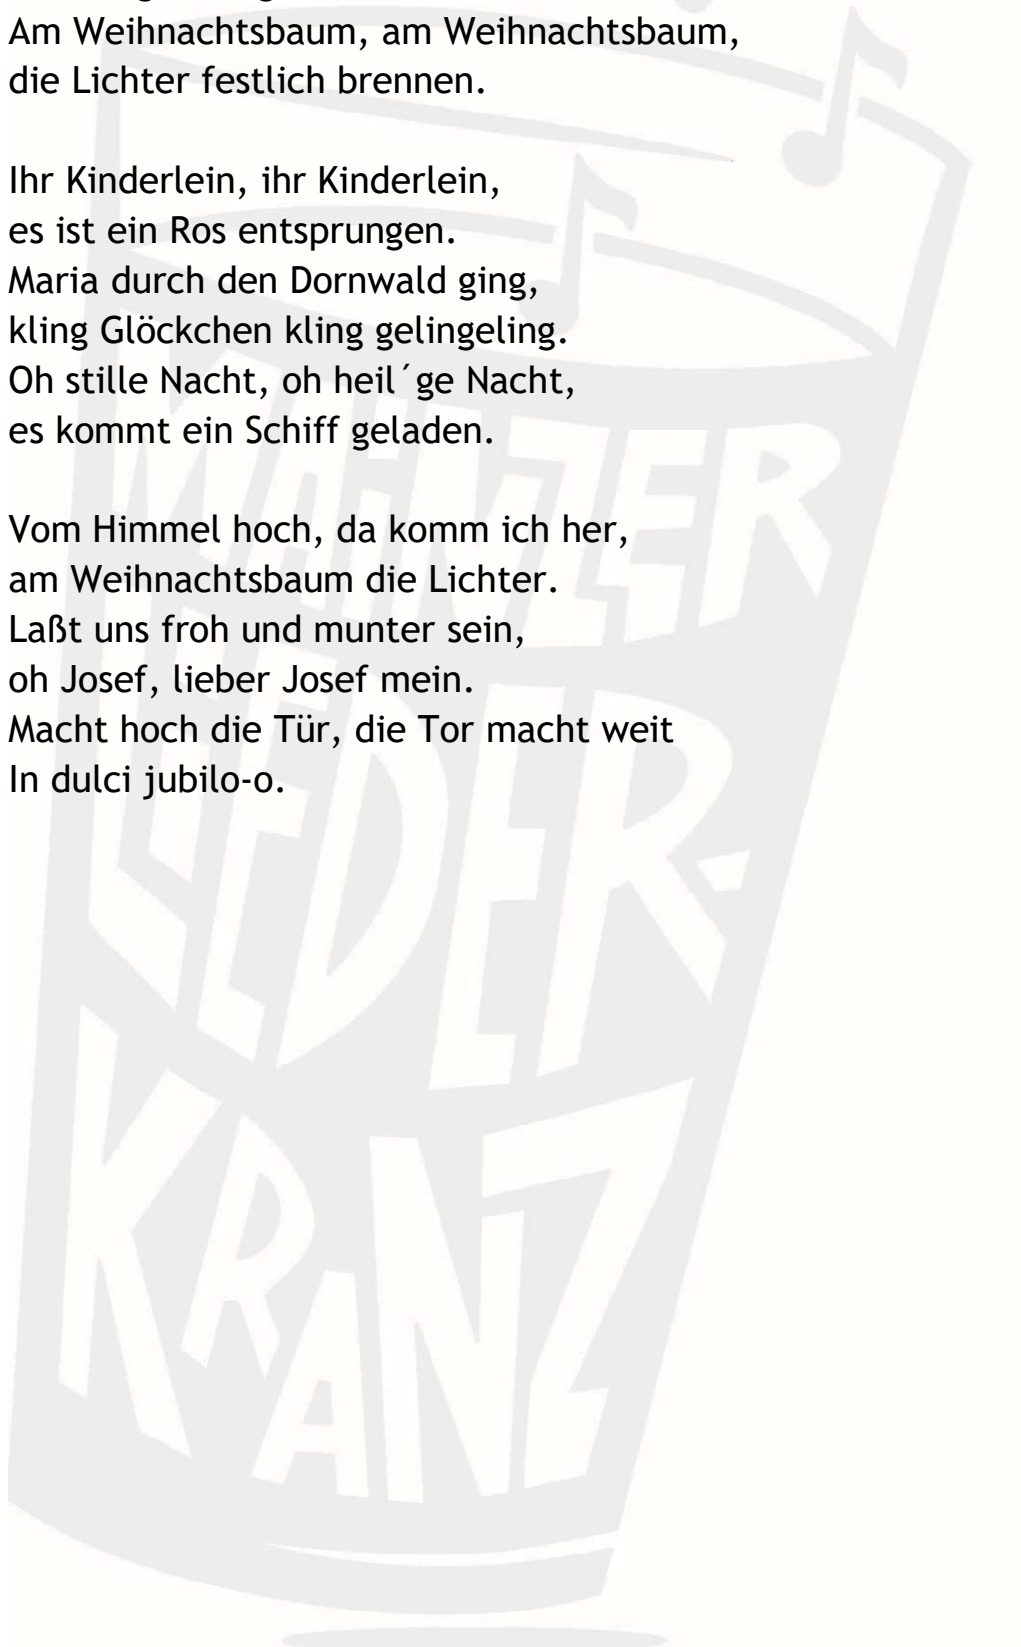 Am Weihnachtsbaum, am Weihnachtsbaum,
die Lichter festlich brennen.
Ihr Kinderlein, ihr Kinderlein,
es ist ein Ros entsprungen.
Maria durch den Dornwald ging,
kling Glöckchen kling gelingeling.
Oh stille Nacht, oh heil´ge Nacht,
es kommt ein Schiff geladen.
Vom Himmel hoch, da komm ich her,
am Weihnachtsbaum die Lichter.
Laßt uns froh und munter sein,
oh Josef, lieber Josef mein.
Macht hoch die Tür, die Tor macht weit
In dulci jubilo-o.
MAiNZER
LIEDER-
KRANZ